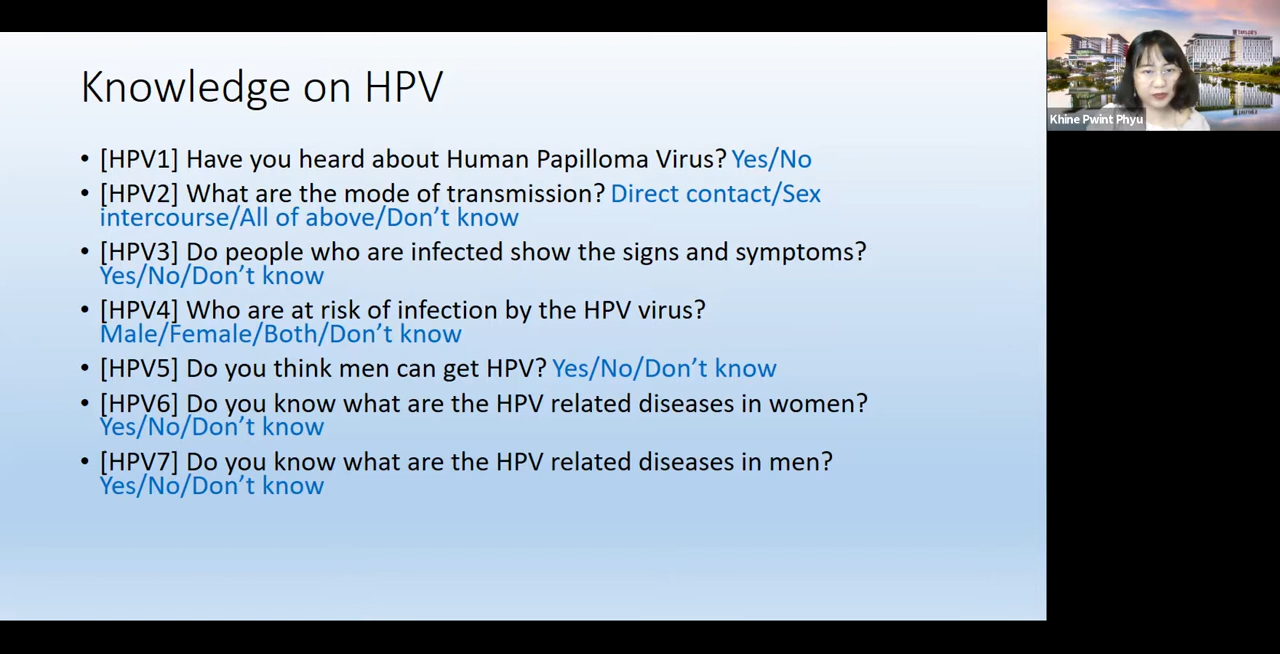 Knowledge on HPV
• [HPV1] Have you heard about Human Papilloma Virus? Yes/No
• [HPV2] What are the mode of transmission? Direct contact/Sex
intercourse/All of above/Don’t know
• [HPV3] Do people who are infected show the signs and symptoms?
Yes/No/Don’t know
• [HPV4] Who are at risk of infection by the HPV virus?
Male/Female/Both/Don’t know
• [HPV5] Do you think men can get HPV? Yes/No/Don’t know
• [HPV6] Do you know what are the HPV related diseases in women?
Yes/No/Don’t know
• [HPV7] Do you know what are the HPV related diseases in men?
Yes/No/Don’t know
Khine Pwint Phyu